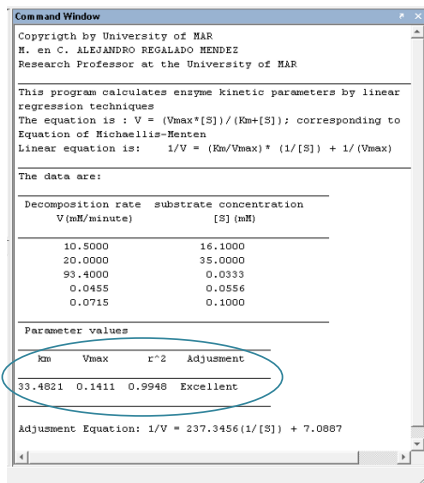 Command Window
Copyrigth by University of MAR
M. en C. ALEJANDRO REGALADO MENDEZ
Research Professor at the University of MAR
This program calculates enzyme kinetic parameters by linear
regression techniques
The equation is : V = (Vmax*[S])/(Km+[S]); corresponding to
Equation of Michaellis-Menten
Linear equation is: 1/V = (Km/Vmax)* (1/[S]) + 1/(Vmax)
The data are:
Decomposition rate substrate concentration
V(mM/minute) [S](mM)
10.5000 16.1000
20.0000 35.0000
93.4000 0.0333
0.0455 0.0556
0.0715 0.1000
Parameter values
km Vmax r^2 Adjusment
33.4821 0.1411 0.9948 Excellent
Adjusment Equation: 1/V = 237.3456(1/[S]) + 7.0887